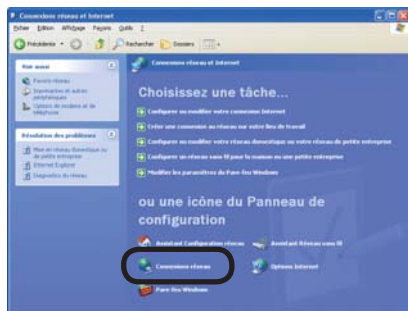 Connexions réseau et Internet
Fichier Edition Affichage Favoris Outils ?
Précédente Rechercher Dossiers
Voir aussi
Favoris réseau
Imprimantes et autres périphériques
Options de modems et de téléphonie
Résolution des problèmes
Mise en réseau domestique ou de petite entreprise
Internet Explorer
Diagnostics du réseau
Connexions réseau et Internet
Choisissez une tâche...
Configurer ou modifier votre connexion Internet
Créer une connexion au réseau sur votre lieu de travail
Configurer ou modifier votre réseau domestique ou votre réseau de petite entreprise
Configurer un réseau sans fil pour la maison ou une petite entreprise
Modifier les paramètres du Pare-feu Windows
ou une icône du Panneau de
configuration
Assistant Configuration réseau
Assistant Réseau sans fil
Connexions réseau
Options Internet
Pare-feu Windows